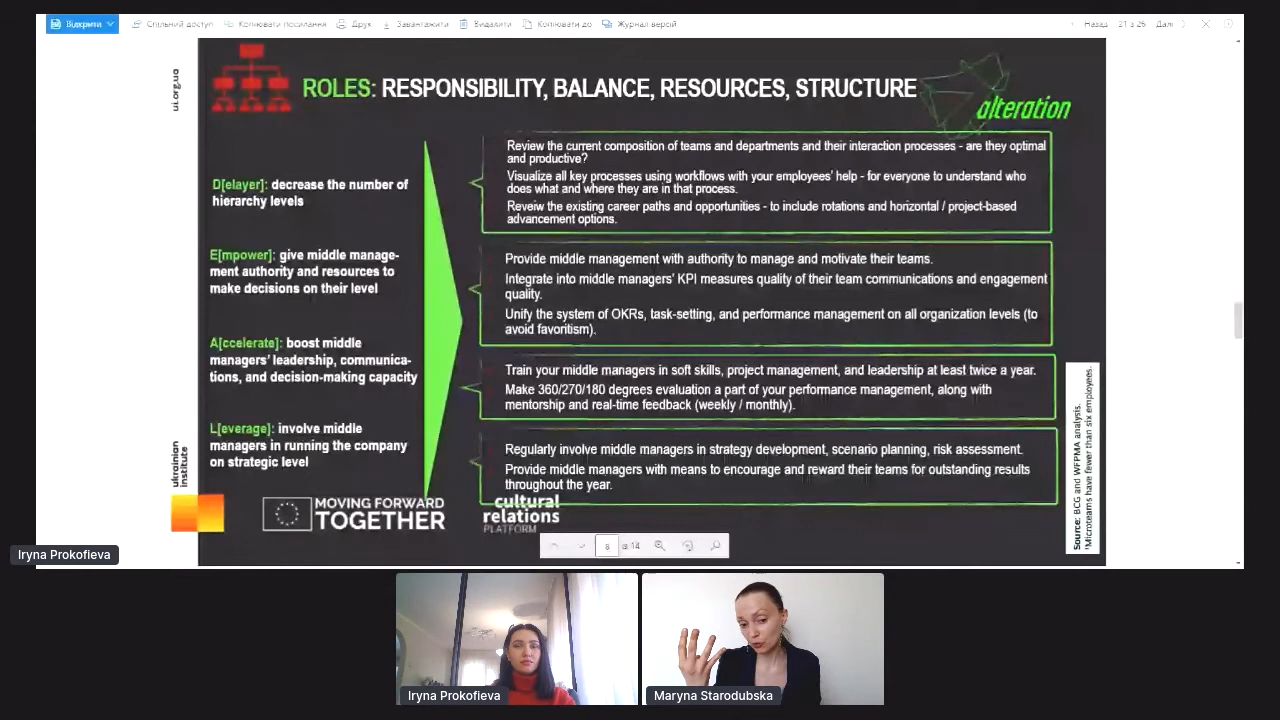 Відкрити
Спільний доступ
Копіювати посилання
Друк
Завантажити
Видалити
Копіювати до
Журнал версій
Назад
21 з 26
Далі
ui.org.ua
ROLES: RESPONSIBILITY, BALANCE, RESOURCES, STRUCTURE
alteration
D[elayer]: decrease the number of
hierarchy levels
E[mpower]: give middle manage-
ment authority and resources to
make decisions on their level
A[ccelerate]: boost middle
managers' leadership, communica-
tions, and decision-making capacity
L[everage]: involve middle
managers in running the company
on strategic level
Review the current composition of teams and departments and their interaction processes - are they optimal
and productive?
Visualize all key processes using workflows with your employees' help - for everyone to understand who
does what and where they are in that process.
Reveiw the existing career paths and opportunities - to include rotations and horizontal / project-based
advancement options.
Provide middle management with authority to manage and motivate their teams.
Integrate into middle managers' KPI measures quality of their team communications and engagement
quality.
Unify the system of OKRs, task-setting, and performance management on all organization levels (to
avoid favoritism).
Train your middle managers in soft skills, project management, and leadership at least twice a year.
Make 360/270/180 degrees evaluation a part of your performance management, along with
mentorship and real-time feedback (weekly / monthly).
Regularly involve middle managers in strategy development, scenario planning, risk assessment.
Provide middle managers with means to encourage and reward their teams for outstanding results
throughout the year.
Source: BCG and WFPMA analysis.
¹Microteams have fewer than six employees.
ukrainian
institute
MOVING FORWARD
TOGETHER
cultural
relations
PLATFORM
8 із 14
Iryna Prokofieva
Iryna Prokofieva
Maryna Starodubska